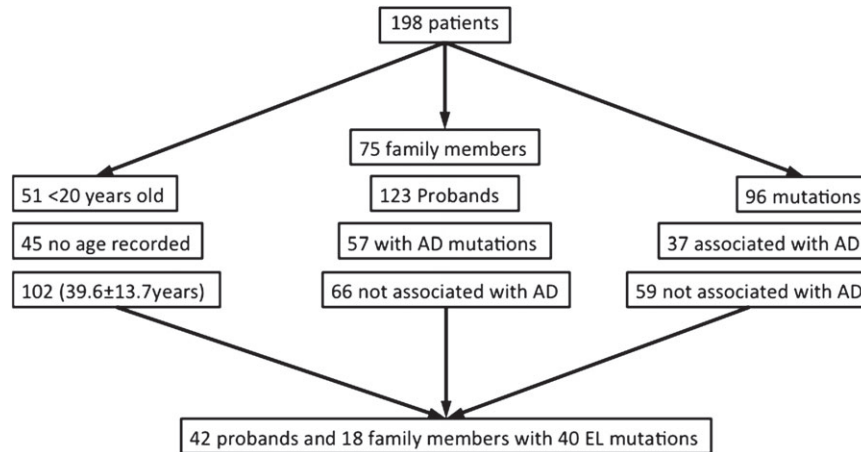 198 patients
75 family members
51 <20 years old
123 Probands
96 mutations
45 no age recorded
57 with AD mutations
37 associated with AD
102 (39.6±13.7years)
66 not associated with AD
59 not associated with AD
42 probands and 18 family members with 40 EL mutations